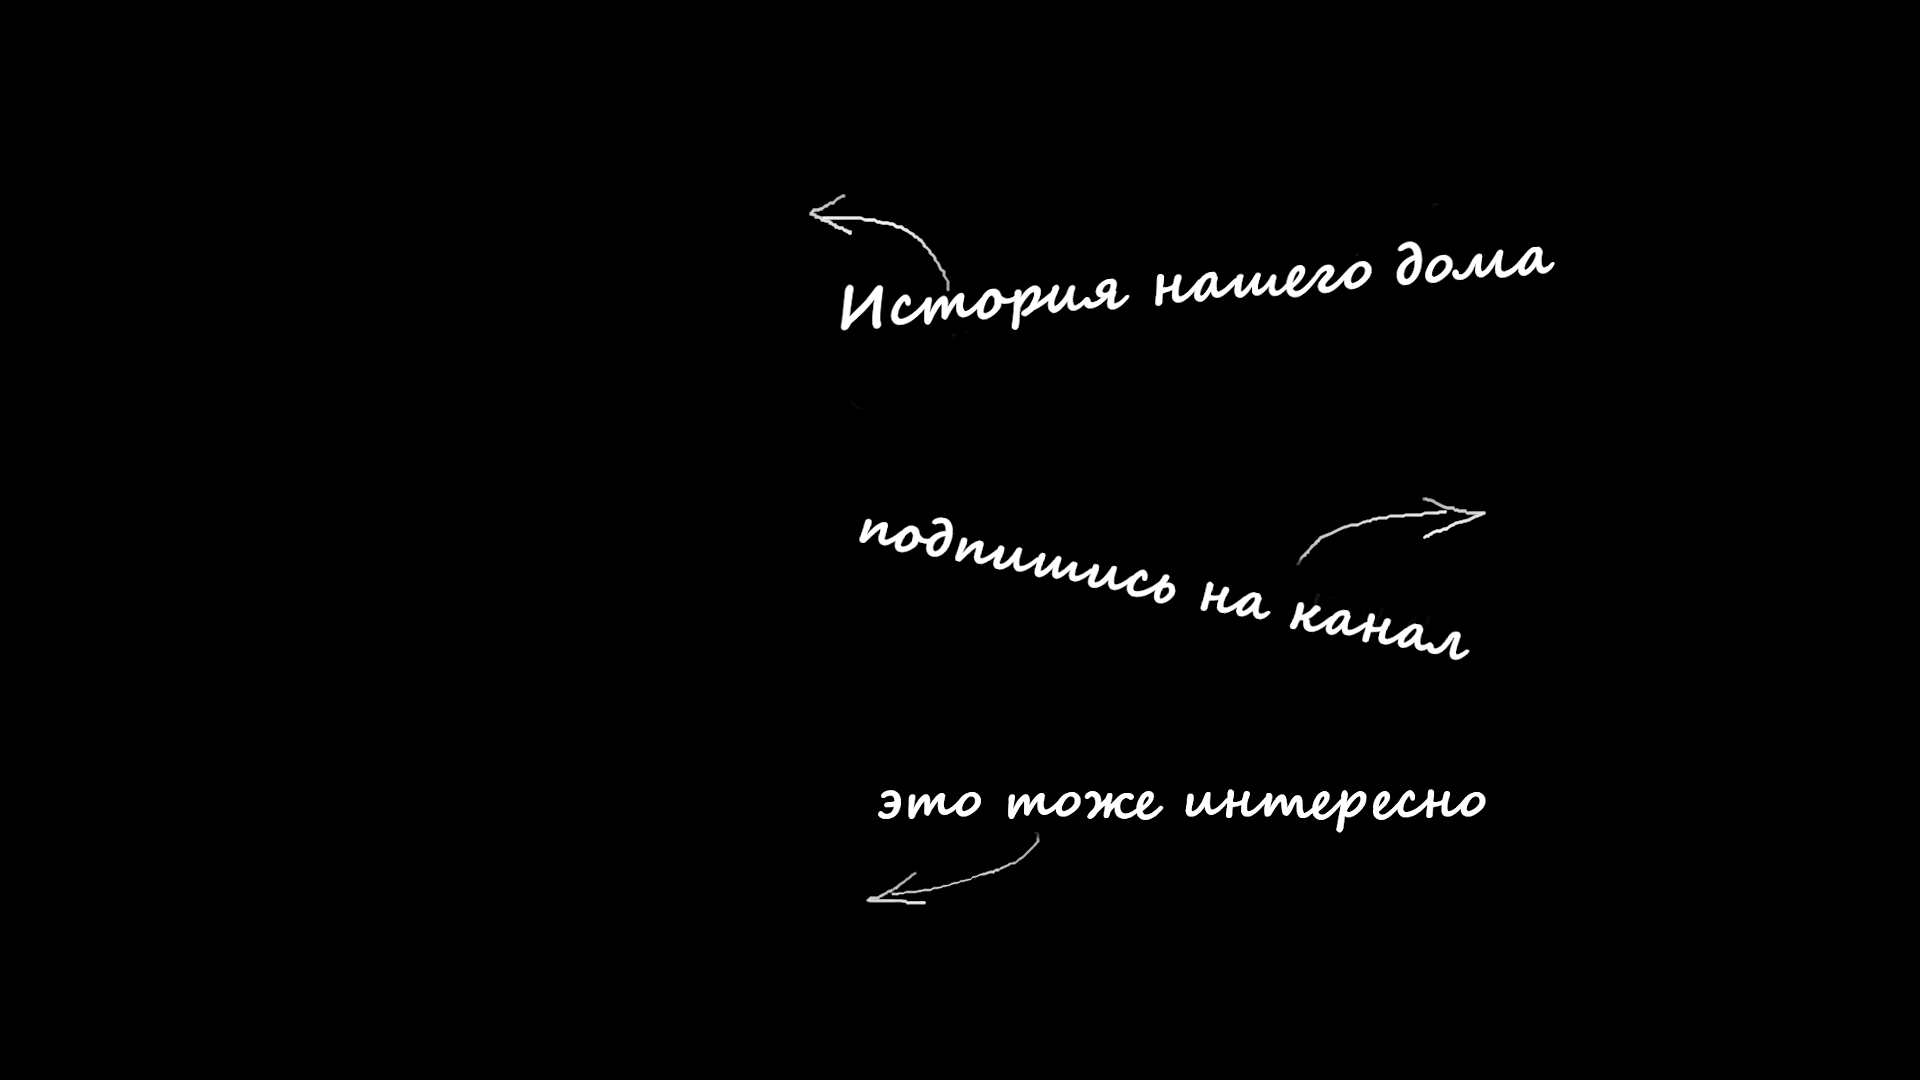 История нашего дома
подпишись на канал
это тоже интересно